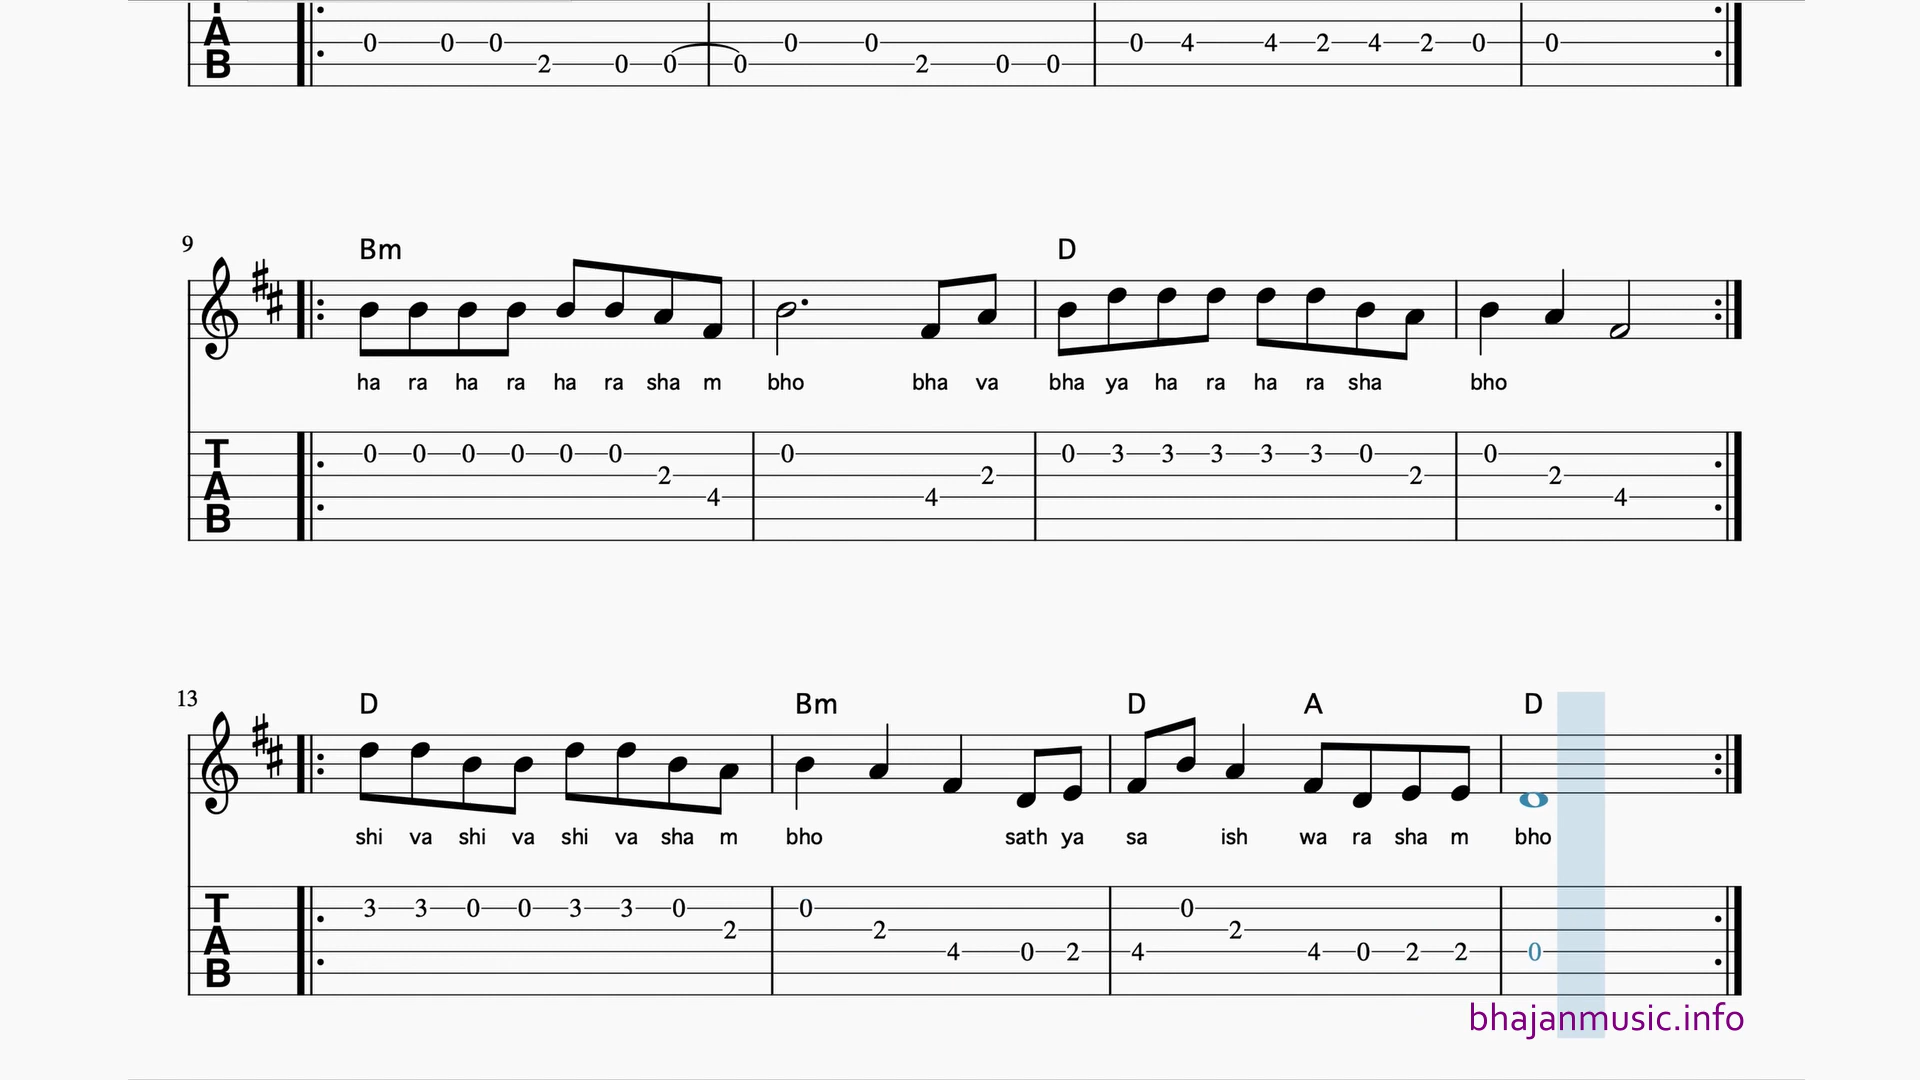 0 0 0 2 0 0 0 0 0 2 0 0 0 4 4 2 4 2 0 0
9
Bm D
ha ra ha ra ha ra sha m bho bha va bha ya ha ra ha ra sha bho
TAB
0 0 0 0 0 0 2 4 0 4 2 0 3 3 3 3 3 0 2 0 2 4
13
D Bm D A D
shi va shi va shi va sha m bho sath ya sa ish wa ra sha m bho
TAB
3 3 0 0 3 3 0 2 0 2 4 0 2 4 0 2 4 0 2 2 0
bhajanmusic.info